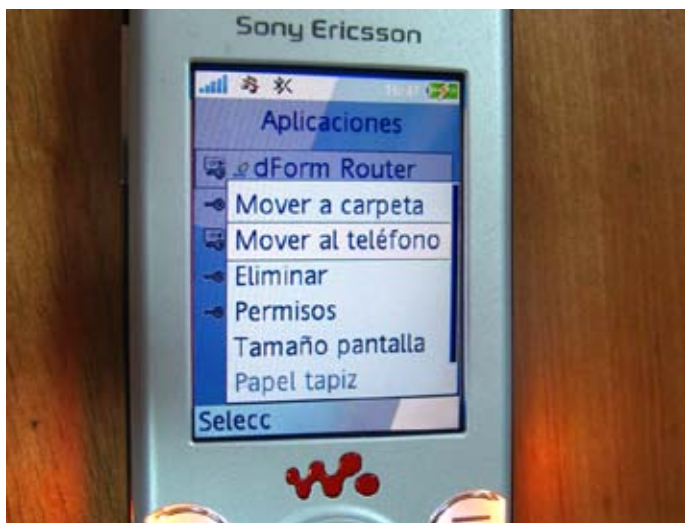 Sony Ericsson
Aplicaciones
dForm Router
Mover a carpeta
Mover al teléfono
Eliminar
Permisos
Tamaño pantalla
Papel tapiz
Selecc